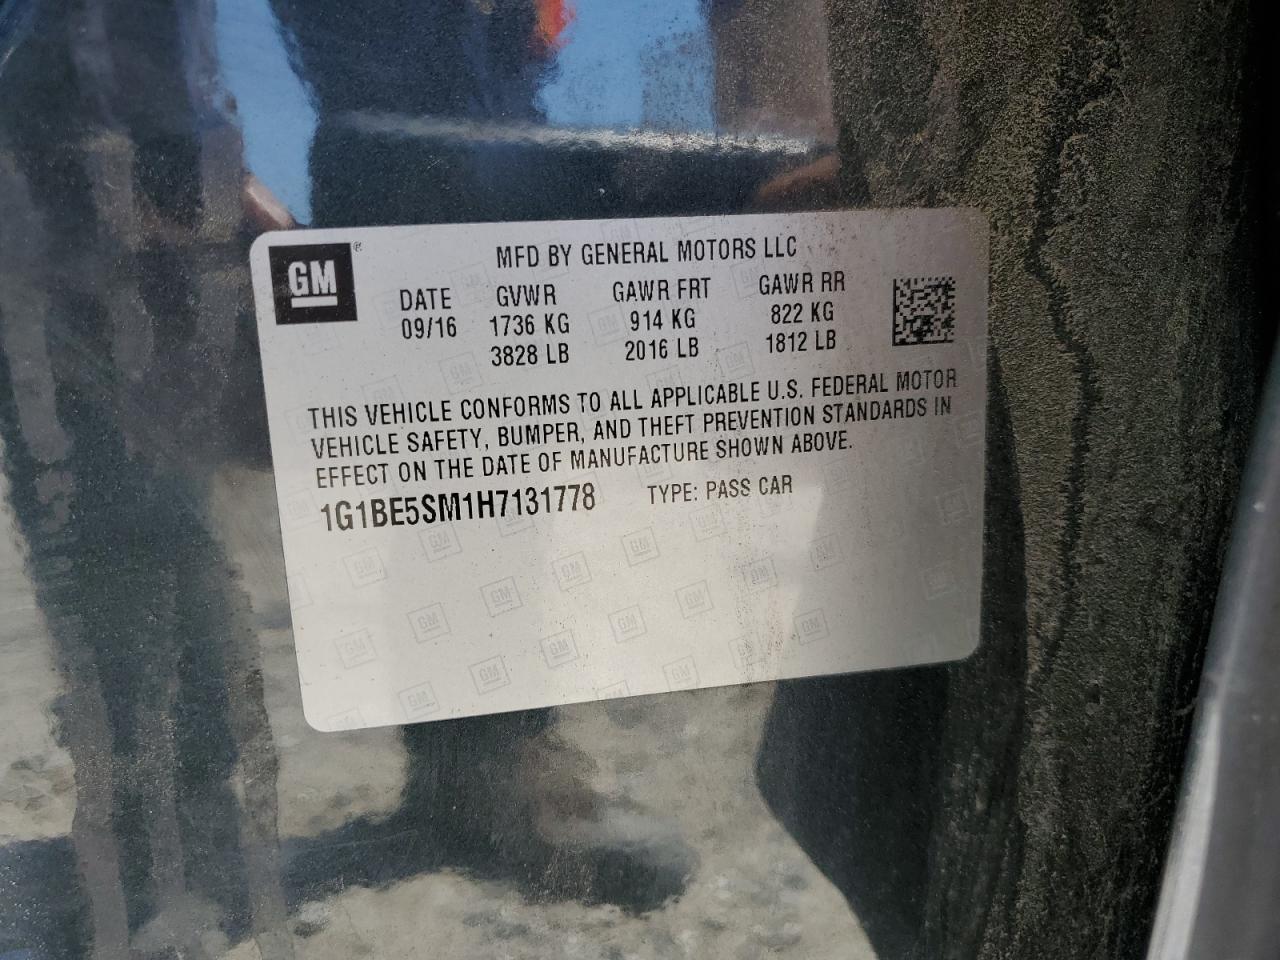 GM ®
MFD BY GENERAL MOTORS LLC
DATE GVWR GAWR FRT GAWR RR
09/16 1736 KG 914 KG 822 KG
3828 LB 2016 LB 1812 LB
THIS VEHICLE CONFORMS TO ALL APPLICABLE U.S. FEDERAL MOTOR
VEHICLE SAFETY, BUMPER, AND THEFT PREVENTION STANDARDS IN
EFFECT ON THE DATE OF MANUFACTURE SHOWN ABOVE.
1G1BE5SM1H7131778 TYPE: PASS CAR